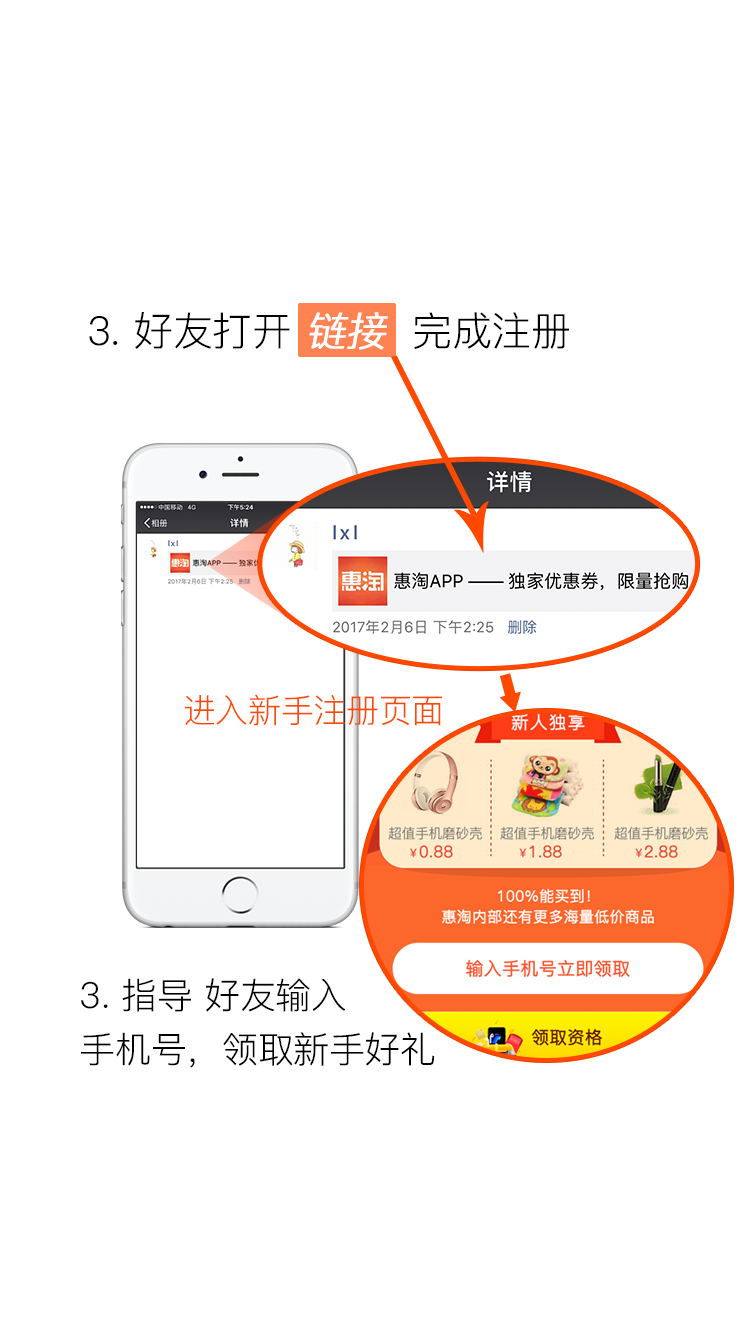 3. 好友打开 链接 完成注册
中国移动 4G 下午5:24
相册 详情
lxl
惠淘 惠淘APP —— 独家优
2017年2月6日 下午2:25 删除
详情
lxl
惠淘 惠淘APP —— 独家优惠券，限量抢购
2017年2月6日 下午2:25 删除
进入新手注册页面
新人独享
超值手机磨砂壳 超值手机磨砂壳 超值手机磨砂壳
¥0.88 ¥1.88 ¥2.88
100%能买到！
惠淘内部还有更多海量低价商品
输入手机号立即领取
领取资格
3. 指导 好友输入
手机号，领取新手好礼